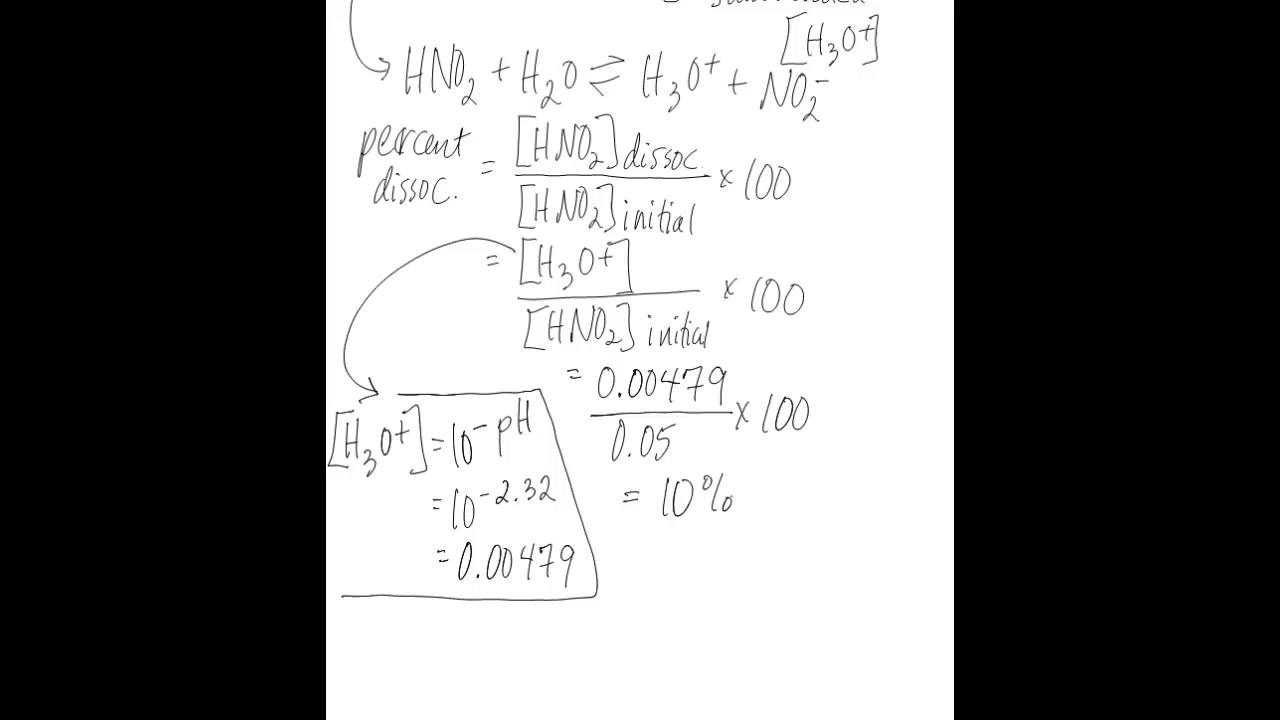 [H₃O⁺]
HNO₂ + H₂O ⇌ H₃O⁺ + NO₂⁻
percent dissoc. = [HNO₂] dissoc. / [HNO₂] initial × 100
= [H₃O⁺] / [HNO₂] initial × 100
= 0.00479 / 0.05 × 100
= 10%
[H₃O⁺] = 10^-pH
= 10^-2.32
= 0.00479